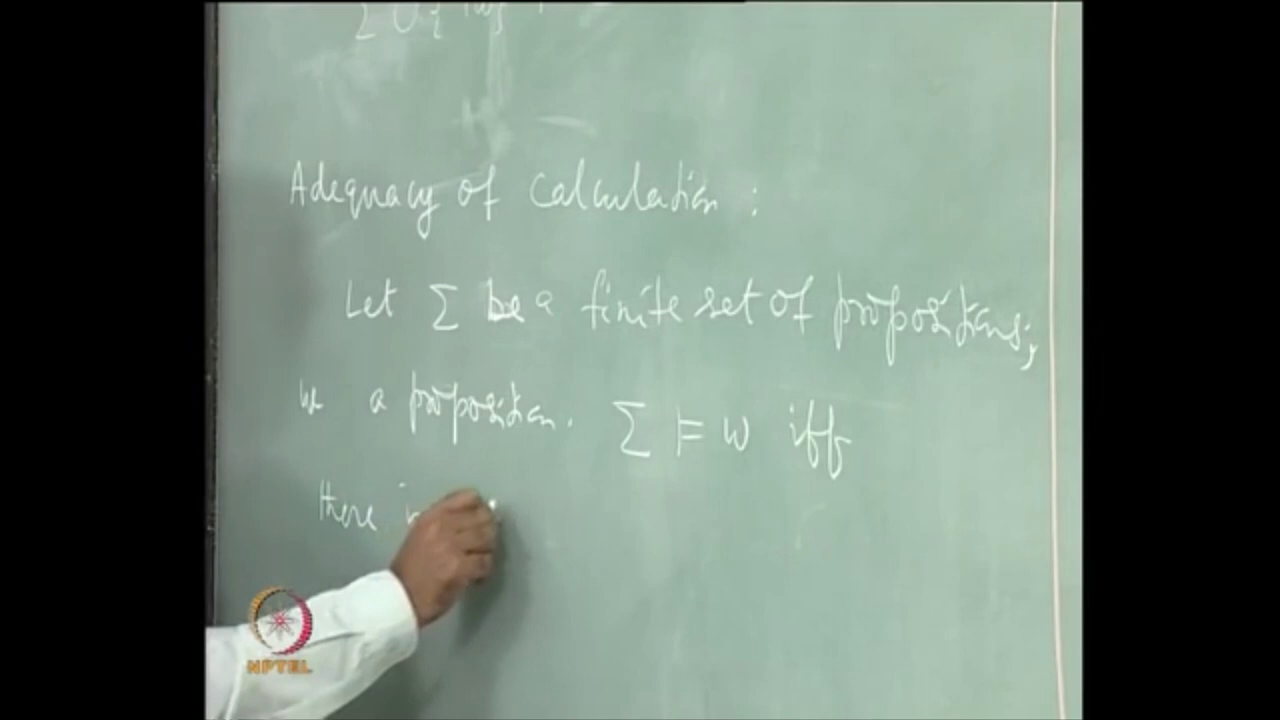 Adequacy of calculation :
Let Σ be a finite set of propositions;
w a proposition. Σ ⊨ w iff
there
NPTEL